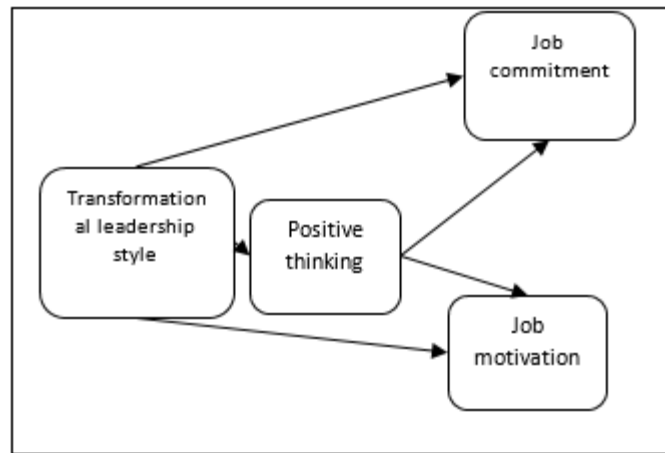 Job
commitment
Transformation
al leadership
style
Positive
thinking
Job
motivation